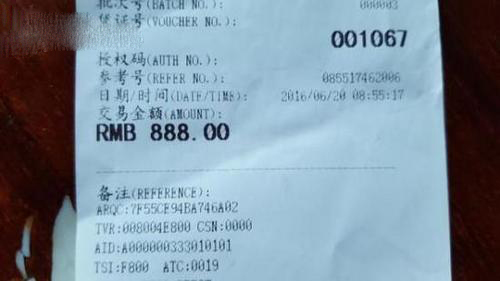 批次号(BATCH NO.): 000003
凭证号(VOUCHER NO.):
001067
授权码(AUTH NO.):
参考号(REFER NO.): 085517462006
日期/时间(DATE/TIME): 2016/06/20 08:55:17
交易金额(AMOUNT):
RMB 888.00
备注(REFERENCE):
ARQC:7F55CE94BA746A02
TVR:008004E800 CSN:0000
AID:A000000333010101
TSI:F800 ATC:0019